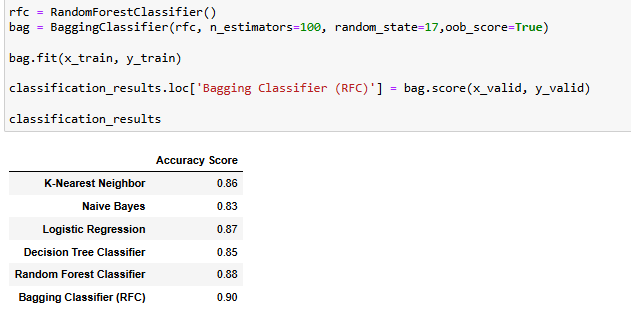 rfc = RandomForestClassifier()
bag = BaggingClassifier(rfc, n_estimators=100, random_state=17,oob_score=True)
bag.fit(x_train, y_train)
classification_results.loc['Bagging Classifier (RFC)'] = bag.score(x_valid, y_valid)
classification_results
Accuracy Score
K-Nearest Neighbor 0.86
Naive Bayes 0.83
Logistic Regression 0.87
Decision Tree Classifier 0.85
Random Forest Classifier 0.88
Bagging Classifier (RFC) 0.90